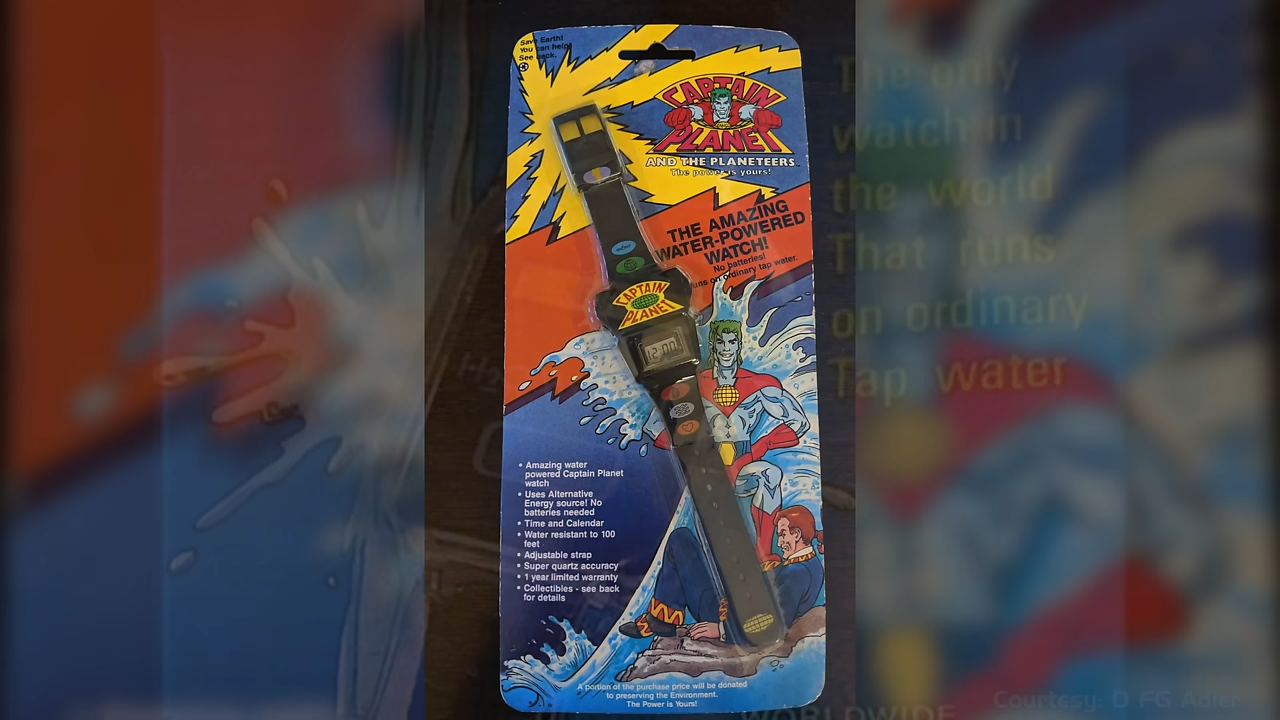 Save Earth!
You can help!
See back.
CAPTAIN
PLANET
AND THE PLANETEERS™
The power is yours!
THE AMAZING
WATER-POWERED
WATCH!
No batteries!
Runs on ordinary tap water.
CAPTAIN
PLANET
12:00
• Amazing water
powered Captain Planet
watch
• Uses Alternative
Energy source! No
batteries needed
• Time and Calendar
• Water resistant to 100
feet
• Adjustable strap
• Super quartz accuracy
• 1 year limited warranty
• Collectibles - see back
for details
A portion of the purchase price will be donated
to preserving the Environment.
The Power is Yours!
The only
watch in
the world
That runs
on ordinary
Tap water
Courtesy: D FG Adler
WORLDWIDE